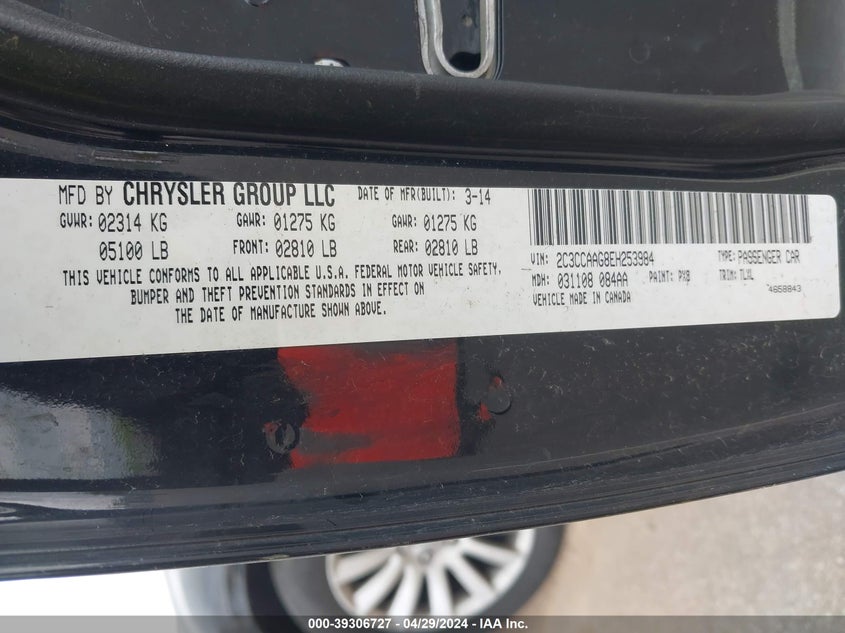 MFD BY CHRYSLER GROUP LLC DATE OF MFR(BUILT): 3-14
GVWR: 02314 KG GAWR: 01275 KG GAWR: 01275 KG
05100 LB FRONT: 02810 LB REAR: 02810 LB
THIS VEHICLE CONFORMS TO ALL APPLICABLE U.S.A. FEDERAL MOTOR VEHICLE SAFETY,
BUMPER AND THEFT PREVENTION STANDARDS IN EFFECT ON
THE DATE OF MANUFACTURE SHOWN ABOVE.
VIN: 2C3CCAAG8EH253984 TYPE: PASSENGER CAR
MDH: 031108 084AA PAINT: PX8 TRIM: TLXL
VEHICLE MADE IN CANADA 4658843
000-39306727 - 04/29/2024 - IAA Inc.